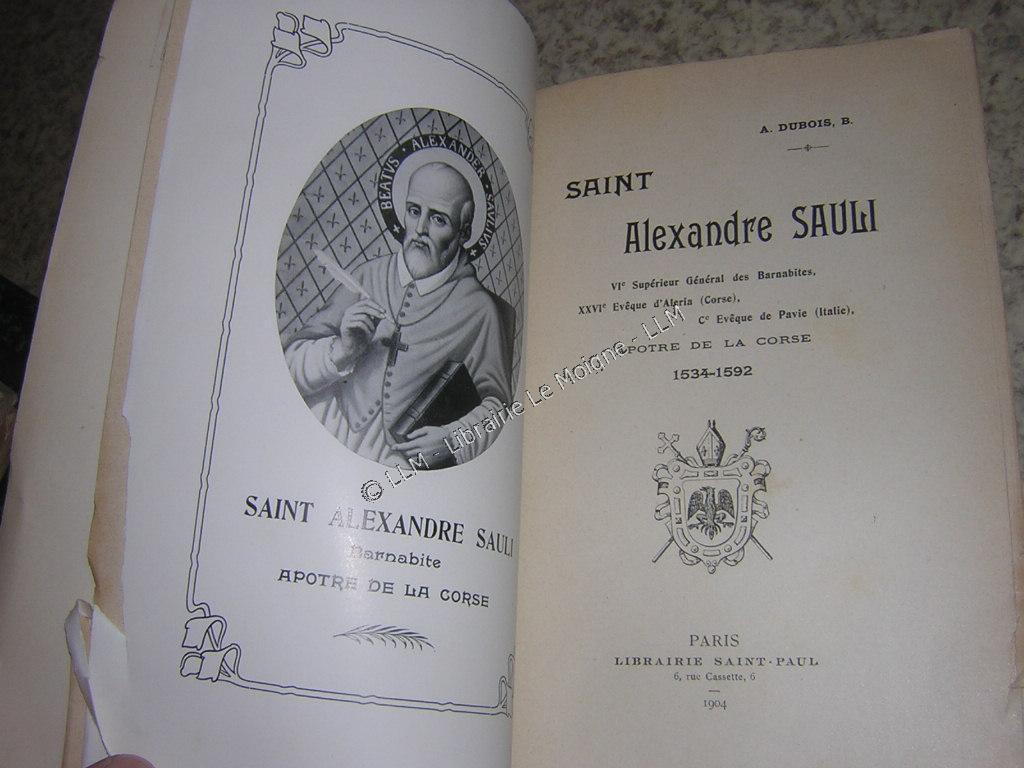 BEATVS · ALEXANDER · SAVLIVS
SAINT ALEXANDRE SAULI
Barnabite
APOTRE DE LA CORSE
A. DUBOIS, B.
SAINT
Alexandre SAULI
VIe Supérieur Général des Barnabites,
XXVIe Evêque d'Aleria (Corse),
Ce Evêque de Pavie (Italie),
APOTRE DE LA CORSE
1534-1592
PARIS
LIBRAIRIE SAINT-PAUL
6, rue Cassette, 6
1904
© LLM - Librairie Le Moigne - LLM